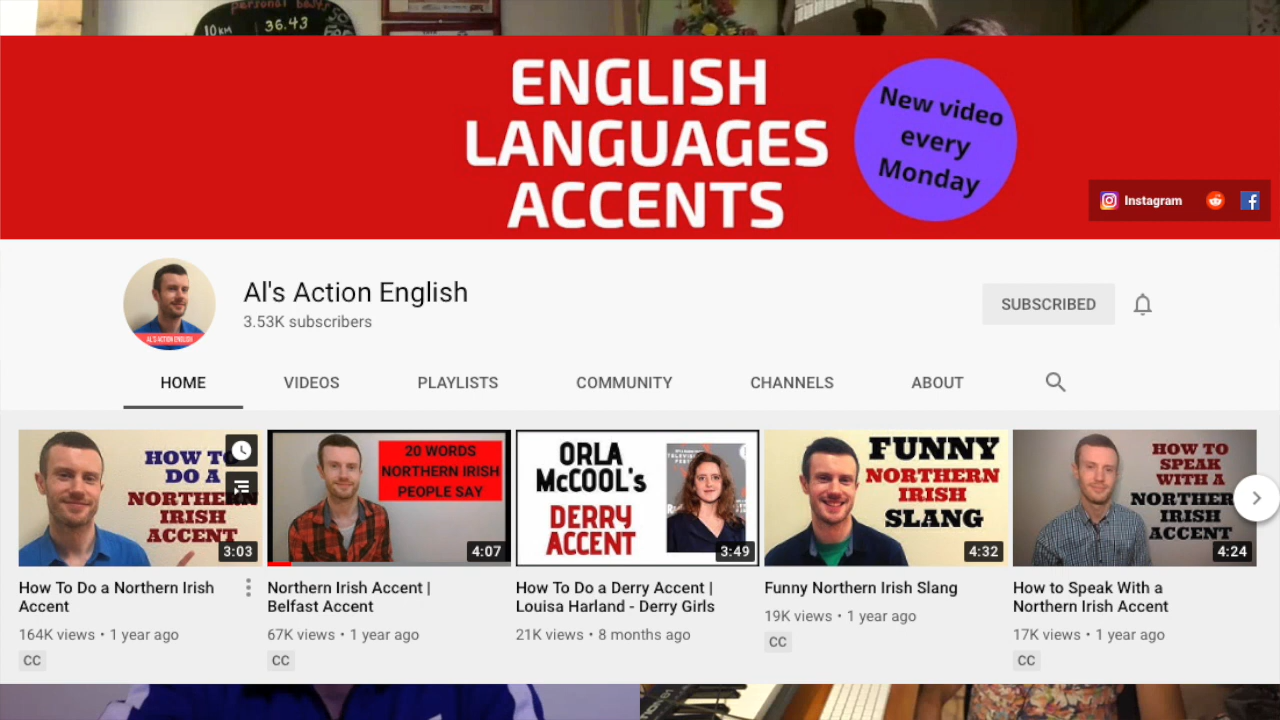 personal bests
10KM 36.43
ENGLISH
LANGUAGES
ACCENTS
New video
every
Monday
Instagram
Al's Action English
3.53K subscribers
AL'S ACTION ENGLISH
SUBSCRIBED
HOME VIDEOS PLAYLISTS COMMUNITY CHANNELS ABOUT
HOW TO
DO A
NORTHERN
IRISH
ACCENT
3:03
How To Do a Northern Irish
Accent
164K views • 1 year ago
CC
20 WORDS
NORTHERN IRISH
PEOPLE SAY
4:07
Northern Irish Accent |
Belfast Accent
67K views • 1 year ago
CC
ORLA
McCOOL's
DERRY
ACCENT
3:49
How To Do a Derry Accent |
Louisa Harland - Derry Girls
21K views • 8 months ago
FUNNY
NORTHERN
IRISH
SLANG
4:32
Funny Northern Irish Slang
19K views • 1 year ago
CC
HOW TO
SPEAK
WITH A
NORTHER
IRISH
ACCENT
4:24
How to Speak With a
Northern Irish Accent
17K views • 1 year ago
CC